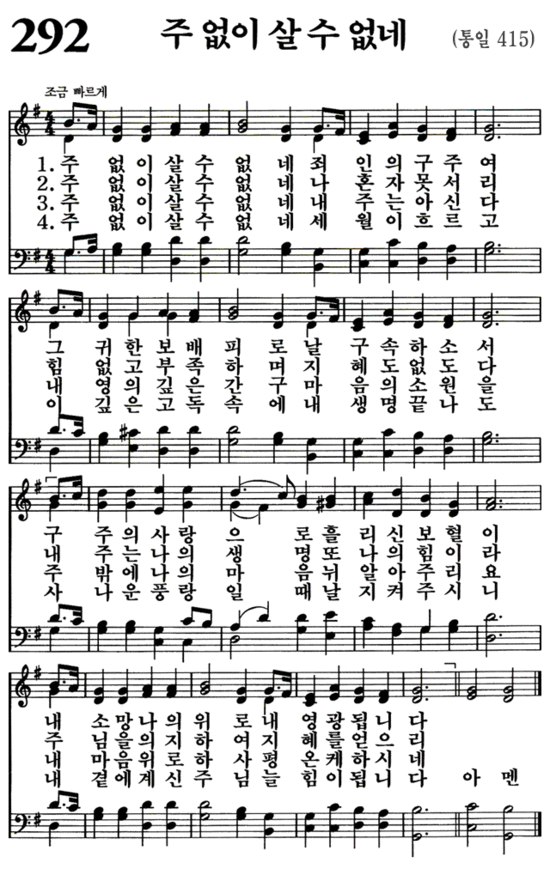 292 주 없이 살 수 없네 (통일 415)
조금 빠르게
1. 주 없 이 살 수 없 네 죄 인 의 구 주 여
2. 주 없 이 살 수 없 네 나 혼 자 못 서 리
3. 주 없 이 살 수 없 네 내 주 는 아 신 다
4. 주 없 이 살 수 없 네 세 월 이 흐 르 고
그 귀 한 보 배 피 로 날 구 속 하 소 서
힘 없 고 부 족 하 며 지 혜 도 없 도 다
내 영 의 깊 은 간 구 마 음 의 소 원 을
이 깊 은 고 독 속 에 내 생 명 끝 나 도
구 주 의 사 랑 으 로 흘 리 신 보 혈 이
내 주 는 나 의 생 명 또 나 의 힘 이 라
주 밖 에 나 의 마 음 뉘 알 아 주 리 요
사 나 운 풍 랑 일 때 날 지 켜 주 시 니
내 소 망 나 의 위 로 내 영 광 됩 니 다
주 님 을 의 지 하 여 지 혜 를 얻 으 리
내 마 음 위 로 하 사 평 온 케 하 시 네
내 곁 에 계 신 주 님 늘 힘 이 됩 니 다 아 멘